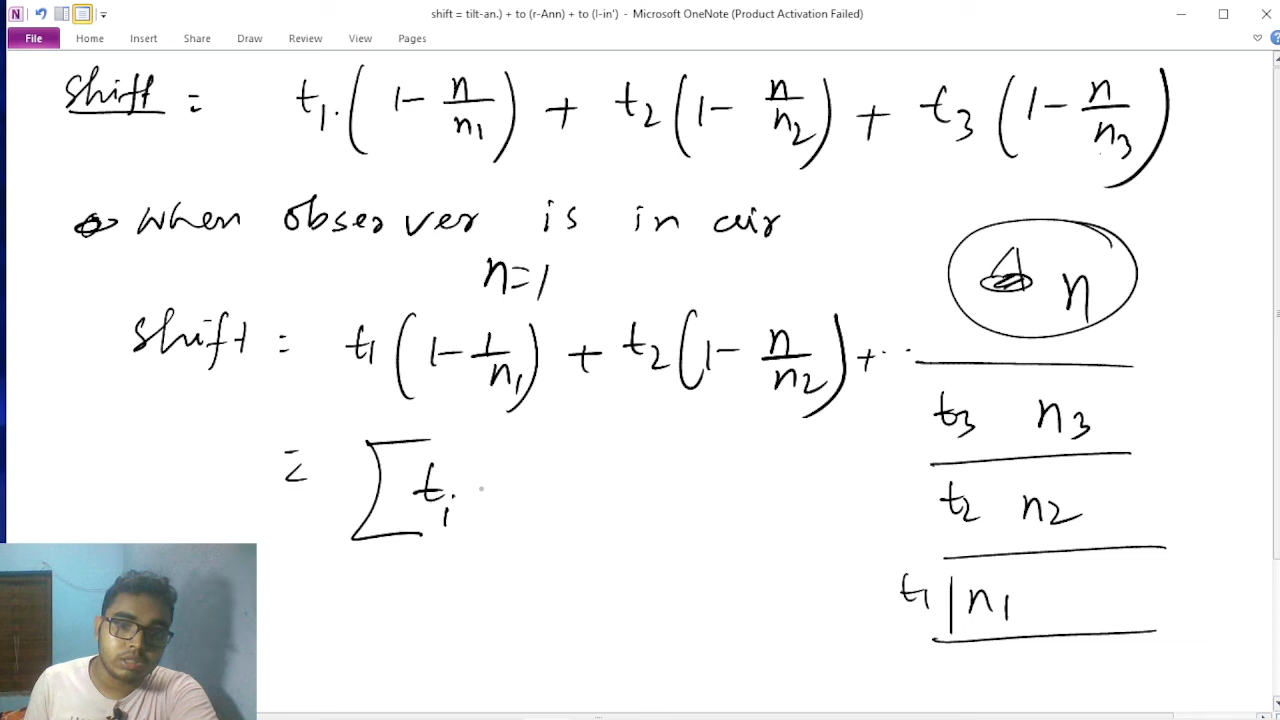 shift = tilt-an.) + to (r-Ann) + to (l-in') - Microsoft OneNote (Product Activation Failed)
File Home Insert Share Draw Review View Pages
Shift = t1. (1 - n/n1) + t2 (1 - n/n2) + t3 (1 - n/n3)
When observer is in air
n=1
n
Shift = t1 (1 - 1/n1) + t2 (1 - n/n2) + ...
t3 n3
= ∑ ti
t2 n2
t1 n1